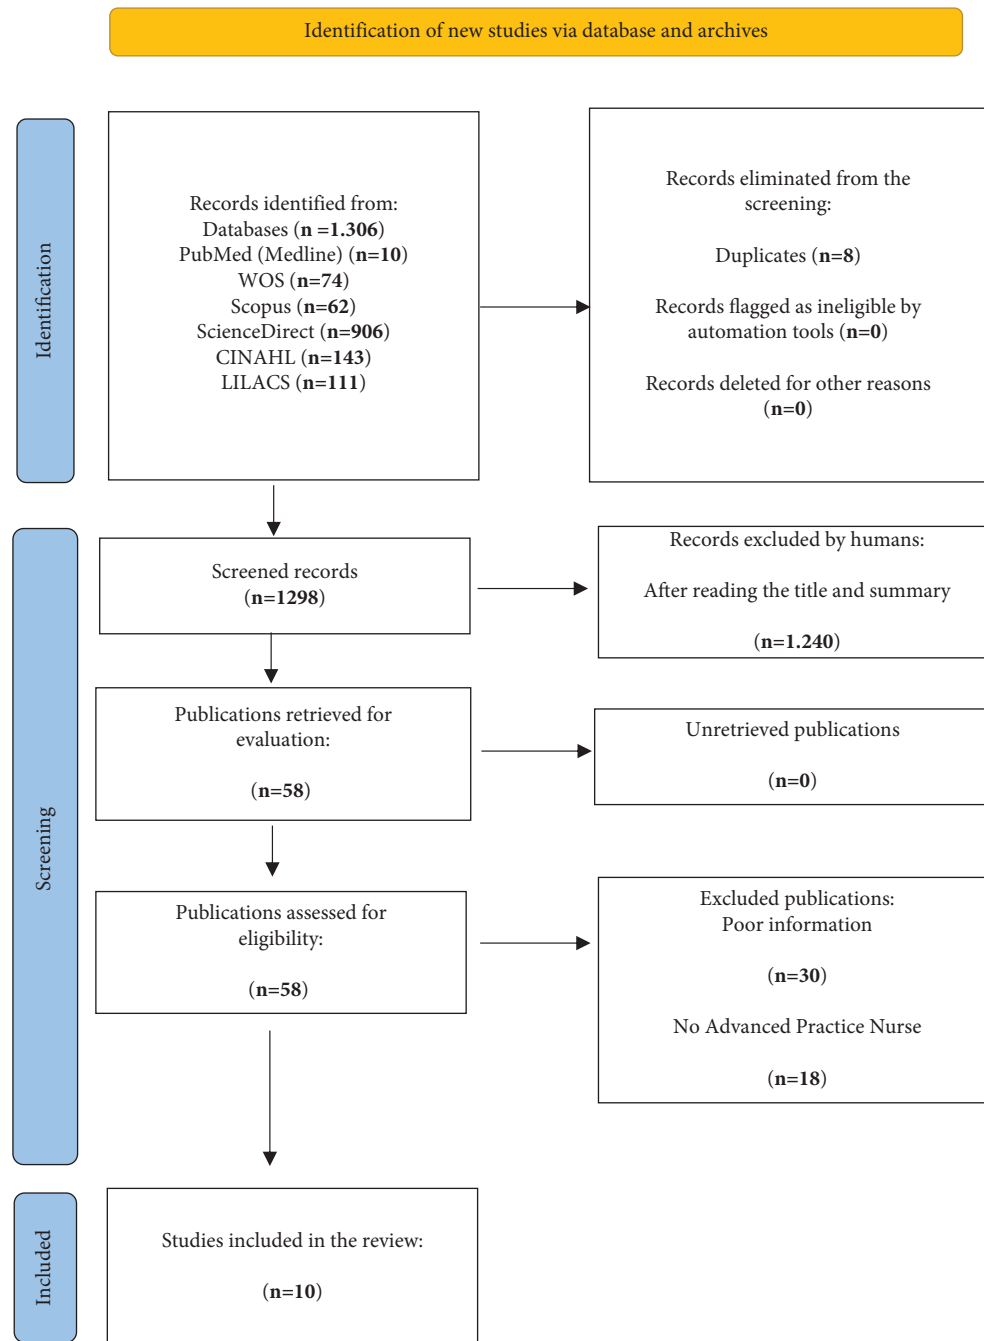 Identification of new studies via database and archives
Identification
Records identified from:
Databases (n =1.306)
PubMed (Medline) (n=10)
WOS (n=74)
Scopus (n=62)
ScienceDirect (n=906)
CINAHL (n=143)
LILACS (n=111)
Records eliminated from the
screening:
Duplicates (n=8)
Records flagged as ineligible by
automation tools (n=0)
Records deleted for other reasons
(n=0)
Screening
Screened records
(n=1298)
Records excluded by humans:
After reading the title and summary
(n=1.240)
Publications retrieved for
evaluation:
(n=58)
Unretrieved publications
(n=0)
Publications assessed for
eligibility:
(n=58)
Excluded publications:
Poor information
(n=30)
No Advanced Practice Nurse
(n=18)
Included
Studies included in the review:
(n=10)